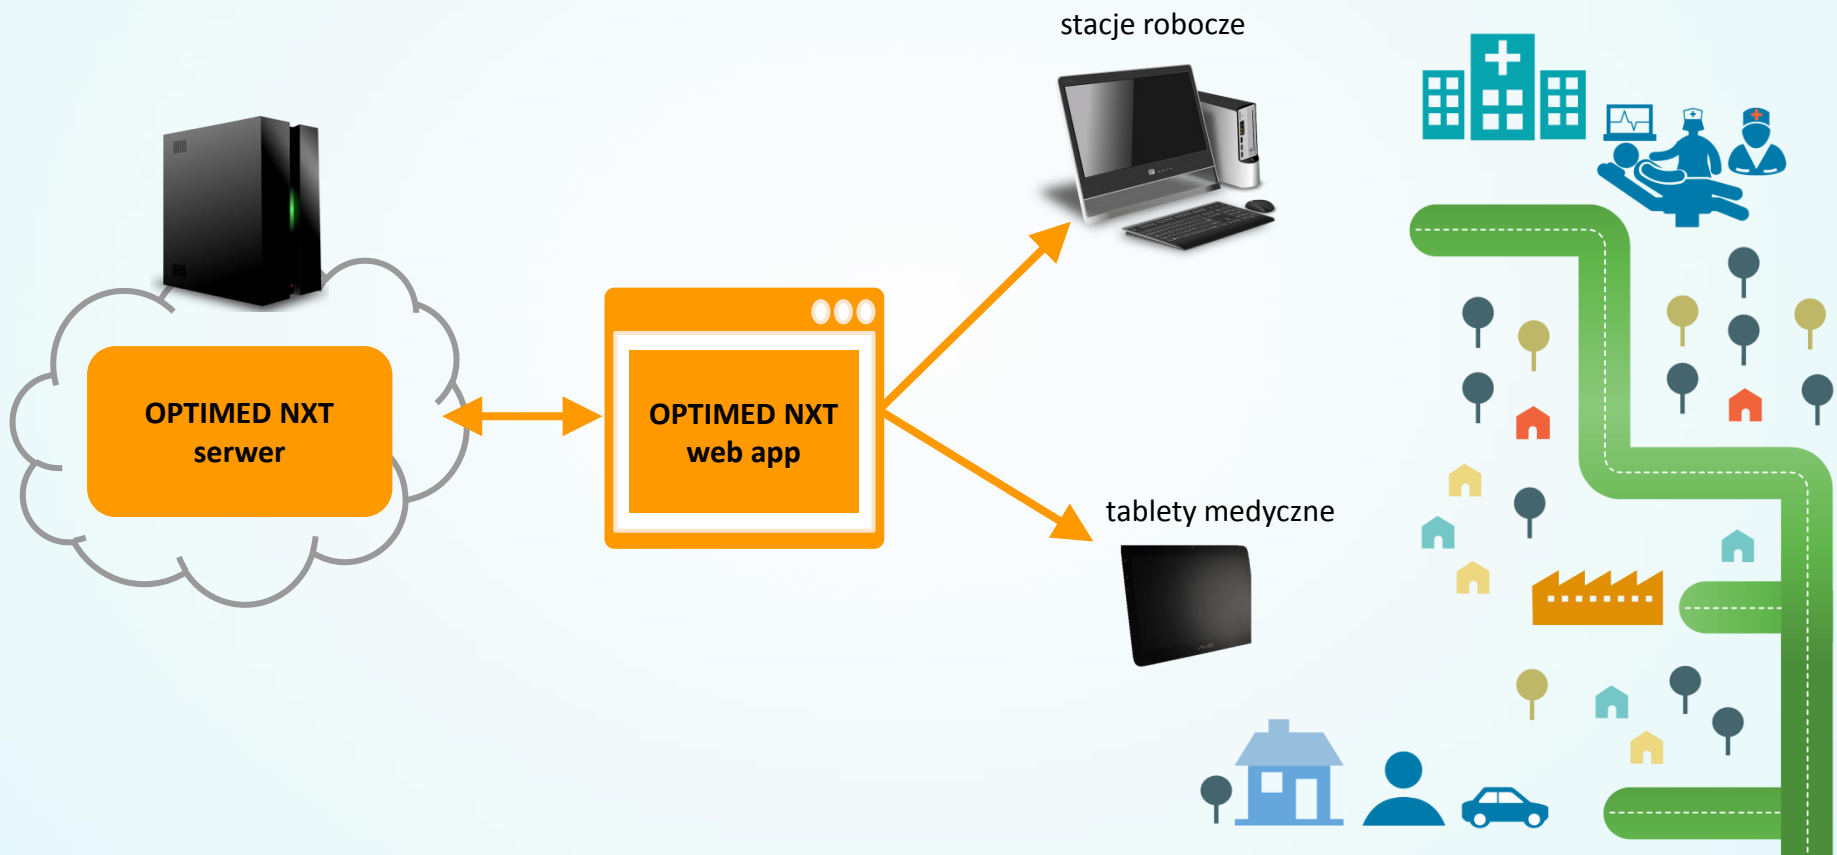 stacje robocze
OPTIMED NXT
serwer
OPTIMED NXT
web app
tablety medyczne